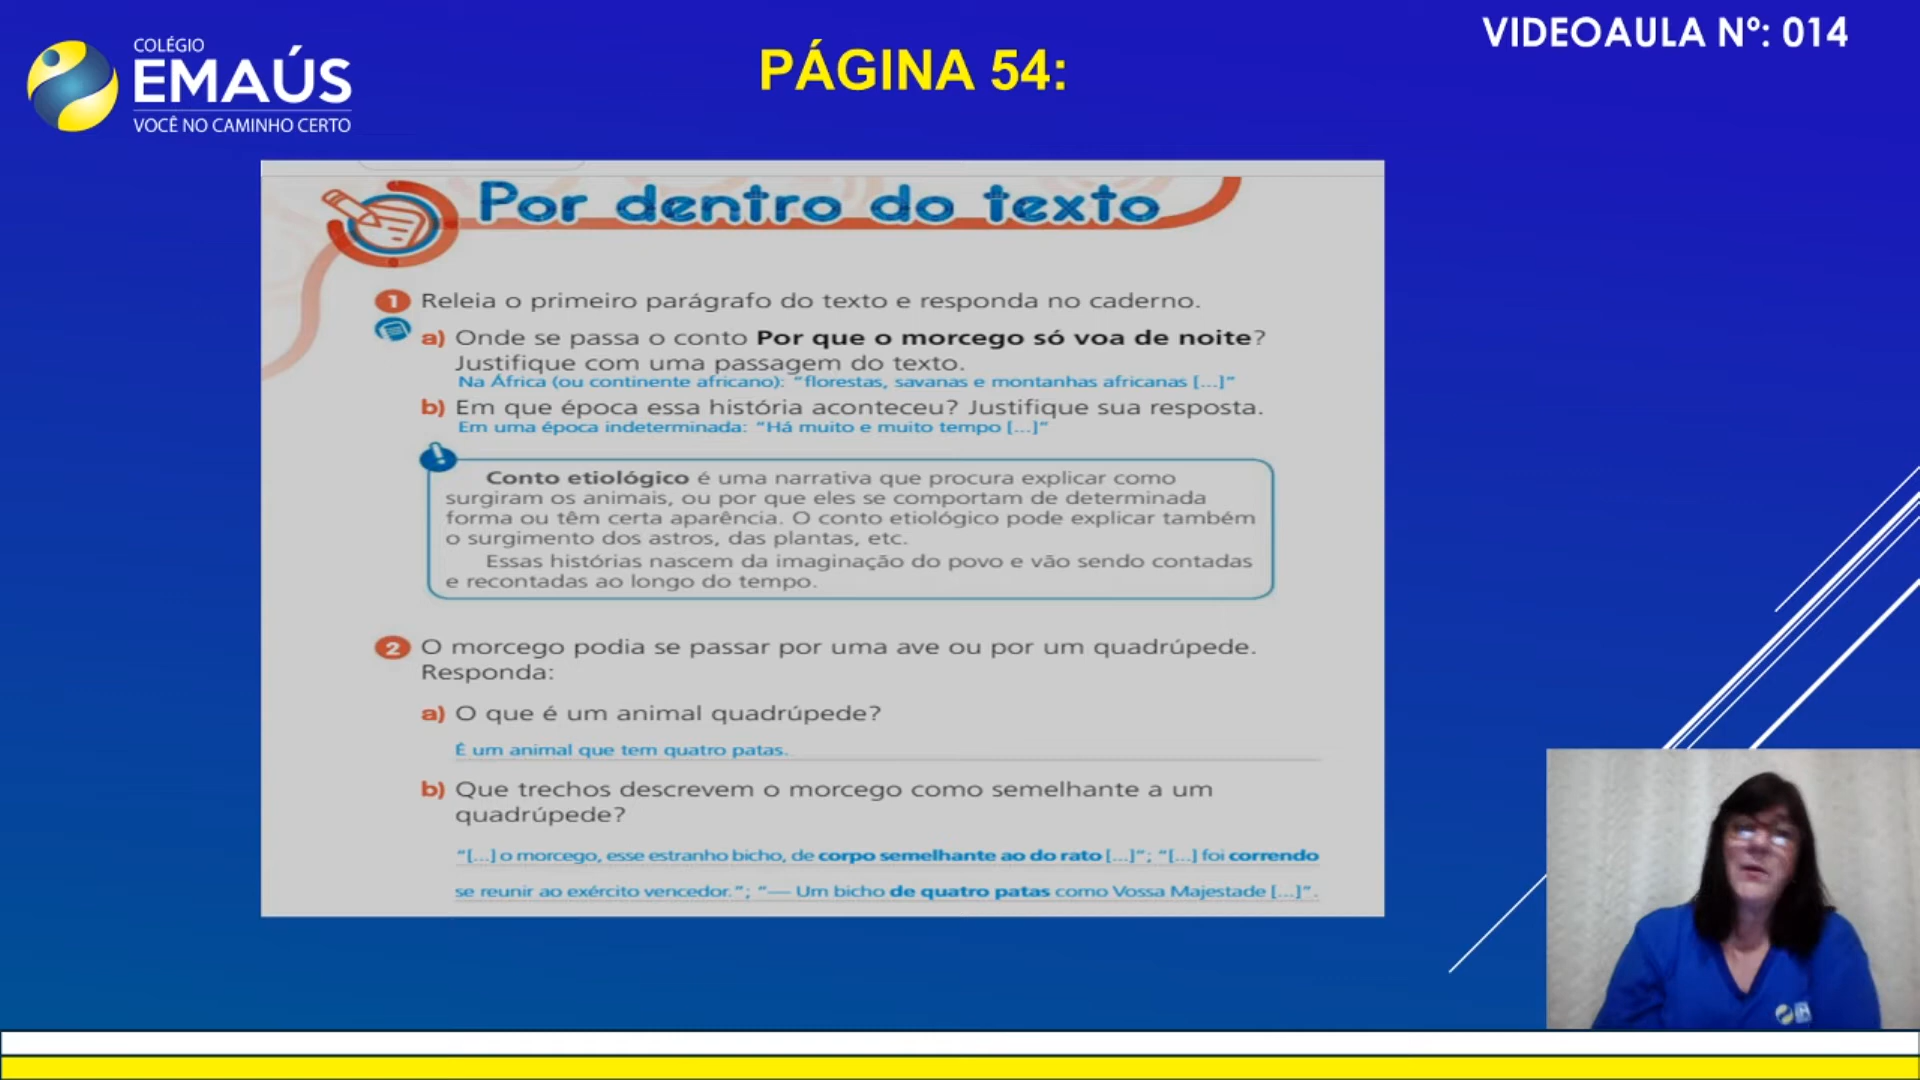 COLÉGIO
EMAÚS
VOCÊ NO CAMINHO CERTO
PÁGINA 54:
VIDEOAULA Nº: 014
Por dentro do texto
1 Releia o primeiro parágrafo do texto e responda no caderno.
a) Onde se passa o conto Por que o morcego só voa de noite?
Justifique com uma passagem do texto.
Na África (ou continente africano): “florestas, savanas e montanhas africanas [...]”
b) Em que época essa história aconteceu? Justifique sua resposta.
Em uma época indeterminada: “Há muito e muito tempo [...]”
Conto etiológico é uma narrativa que procura explicar como
surgiram os animais, ou por que eles se comportam de determinada
forma ou têm certa aparência. O conto etiológico pode explicar também
o surgimento dos astros, das plantas, etc.
Essas histórias nascem da imaginação do povo e vão sendo contadas
e recontadas ao longo do tempo.
2 O morcego podia se passar por uma ave ou por um quadrúpede.
Responda:
a) O que é um animal quadrúpede?
É um animal que tem quatro patas.
b) Que trechos descrevem o morcego como semelhante a um
quadrúpede?
“[...] o morcego, esse estranho bicho, de corpo semelhante ao do rato [...]”; “[...] foi correndo
se reunir ao exército vencedor.”; “— Um bicho de quatro patas como Vossa Majestade [...]”.